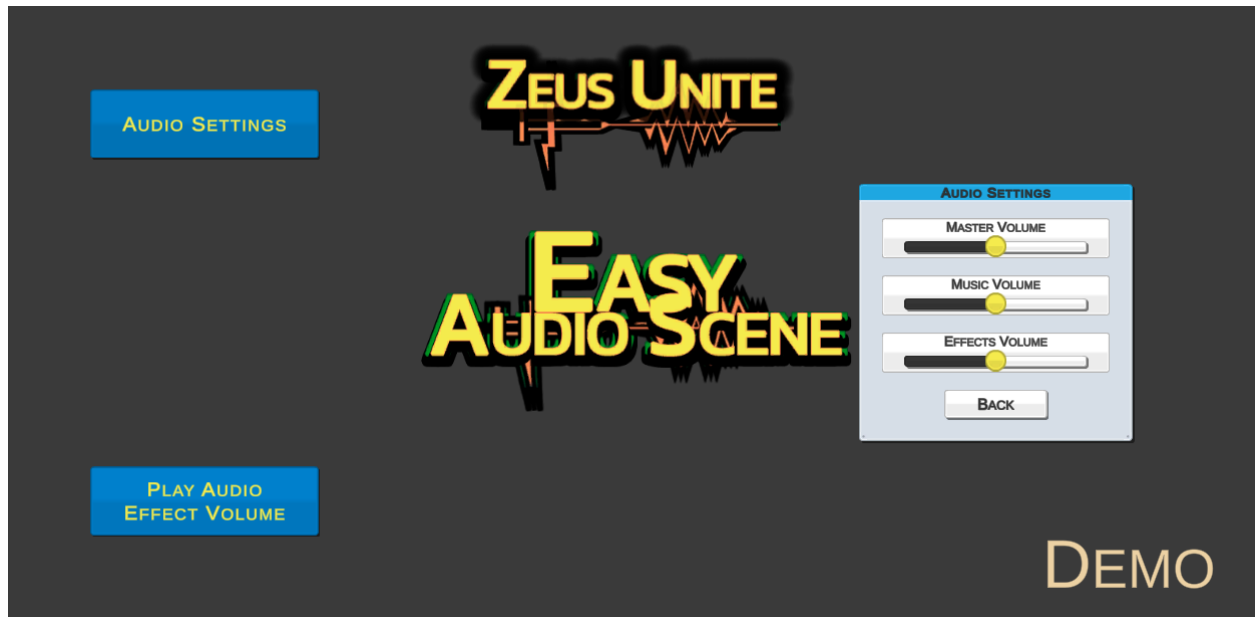 Zeus Unite
Audio Settings
Easy
Audio Scene
Audio Settings
Master Volume
Music Volume
Effects Volume
Back
Play Audio
Effect Volume
Demo